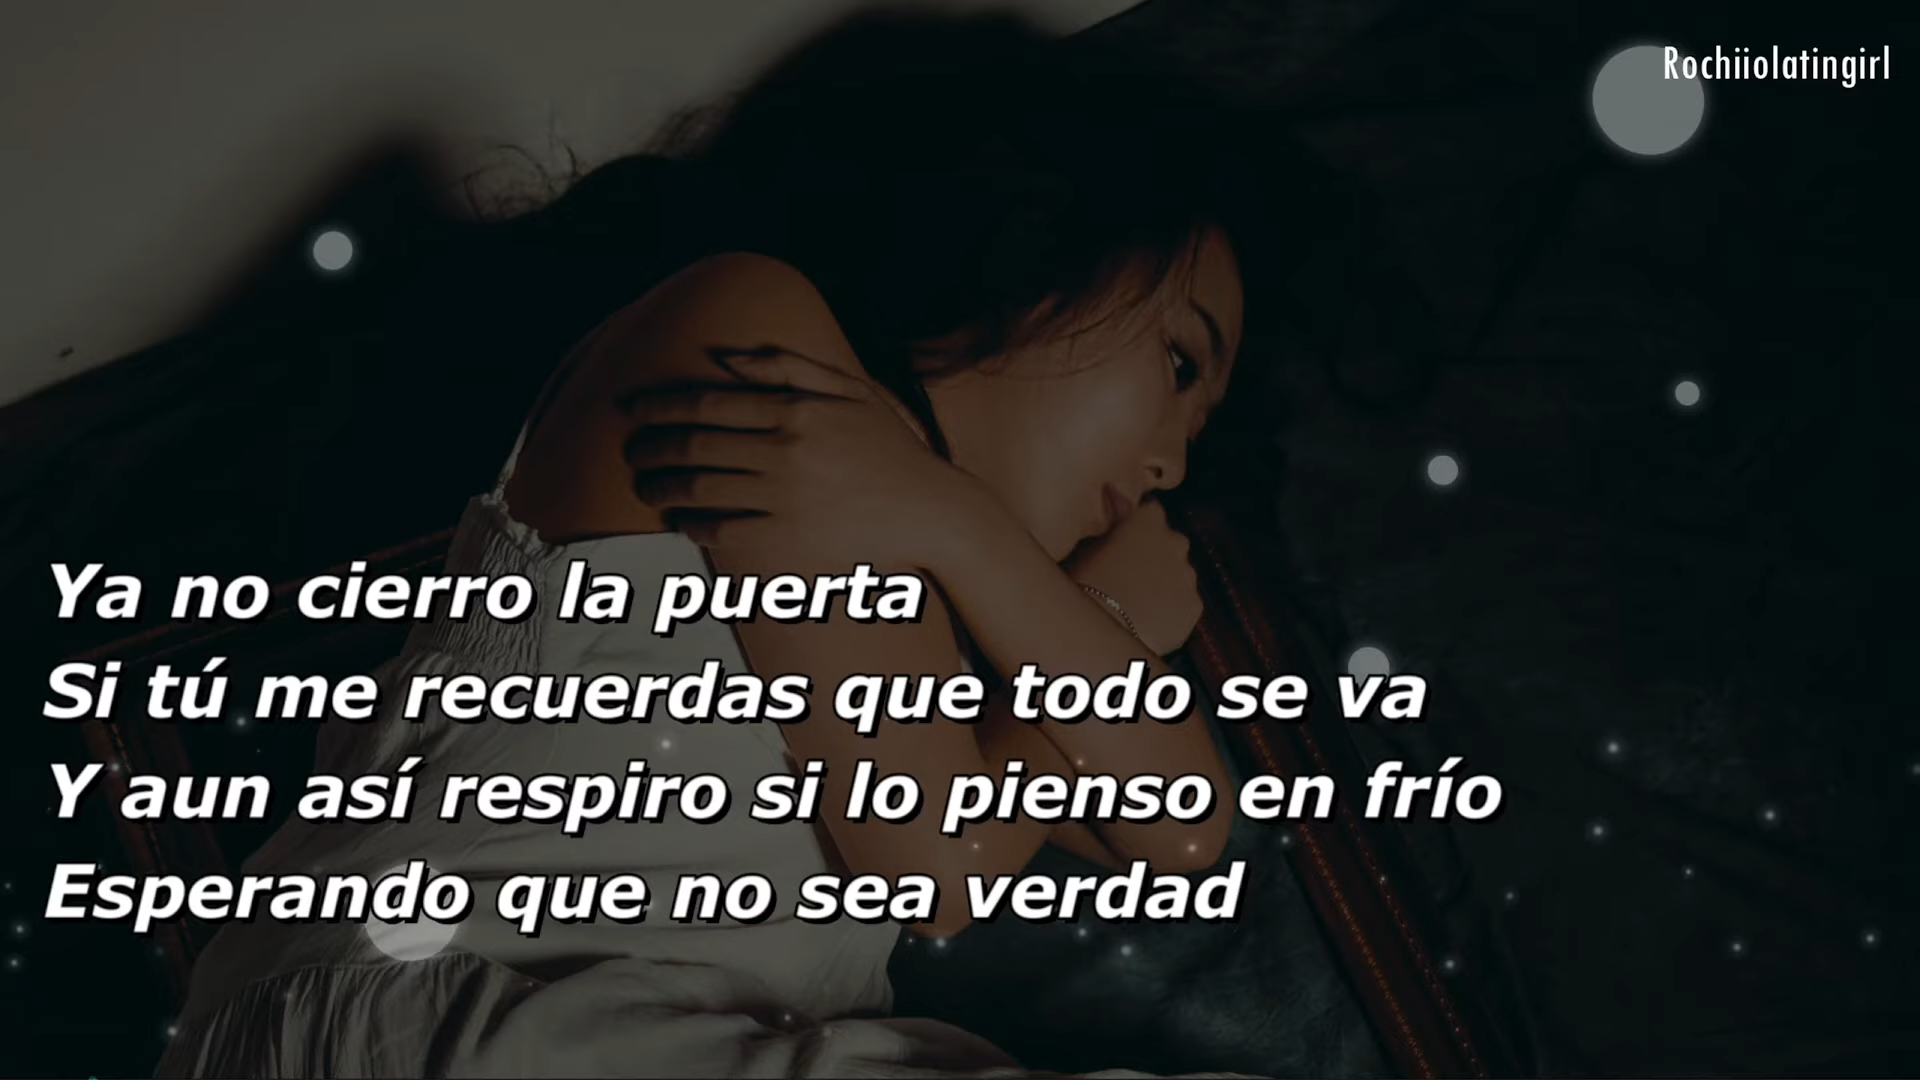 Rochiiolatingirl
Ya no cierro la puerta
Si tú me recuerdas que todo se va
Y aun así respiro si lo pienso en frío
Esperando que no sea verdad